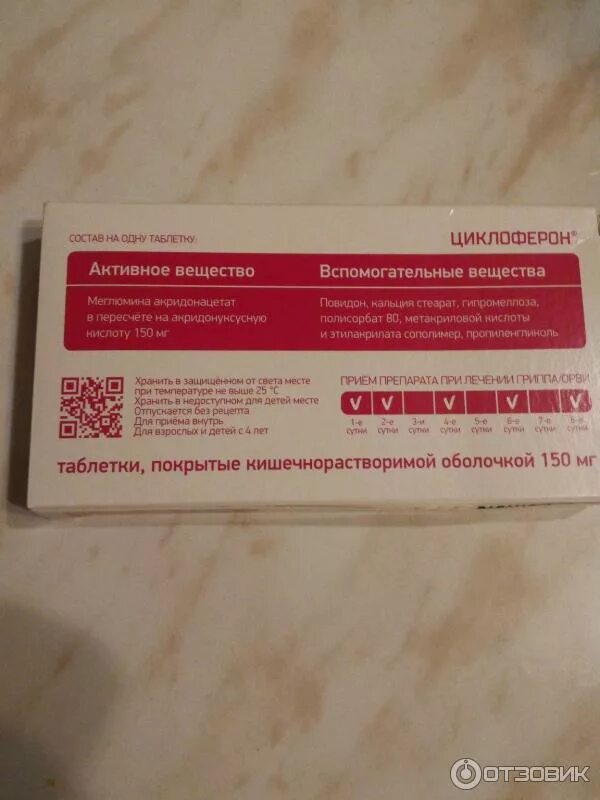 СОСТАВ НА ОДНУ ТАБЛЕТКУ:
ЦИКЛОФЕРОН®
Активное вещество
Меглюмина акридонацетат
в пересчёте на акридонуксусную
кислоту 150 мг
Вспомогательные вещества
Повидон, кальция стеарат, гипромеллоза,
полисорбат 80, метакриловой кислоты
и этилакрилата сополимер, пропиленгликоль
Хранить в защищённом от света месте
при температуре не выше 25 °С
Хранить в недоступном для детей месте
Отпускается без рецепта
Для приёма внутрь
Для взрослых и детей с 4 лет
ПРИЁМ ПРЕПАРАТА ПРИ ЛЕЧЕНИИ ГРИППА/ОРВИ
1-е 2-е 3-и 4-е 5-е 6-е 7-е 8-е
сутки сутки сутки сутки сутки сутки сутки сутки
таблетки, покрытые кишечнорастворимой оболочкой 150 мг
ОТЗОВИК